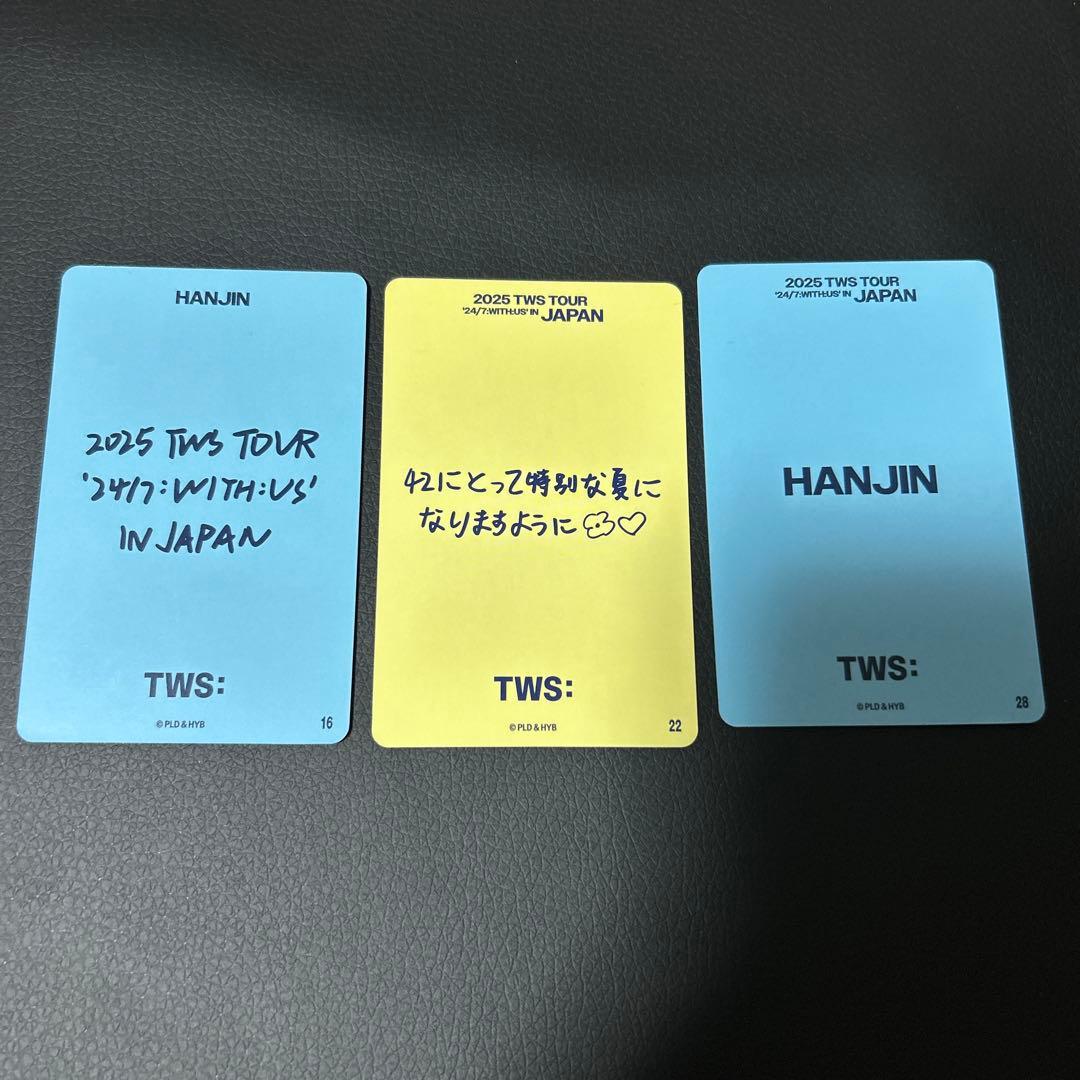 HANJIN
2025 TWS TOUR
'24/7:WITH:US'
IN JAPAN
TWS:
© PLD & HYB
16
2025 TWS TOUR
'24/7:WITH:US' IN JAPAN
42にとって特別な夏に
なりますように
TWS:
© PLD & HYB
22
2025 TWS TOUR
'24/7:WITH:US' IN JAPAN
HANJIN
TWS:
© PLD & HYB
28